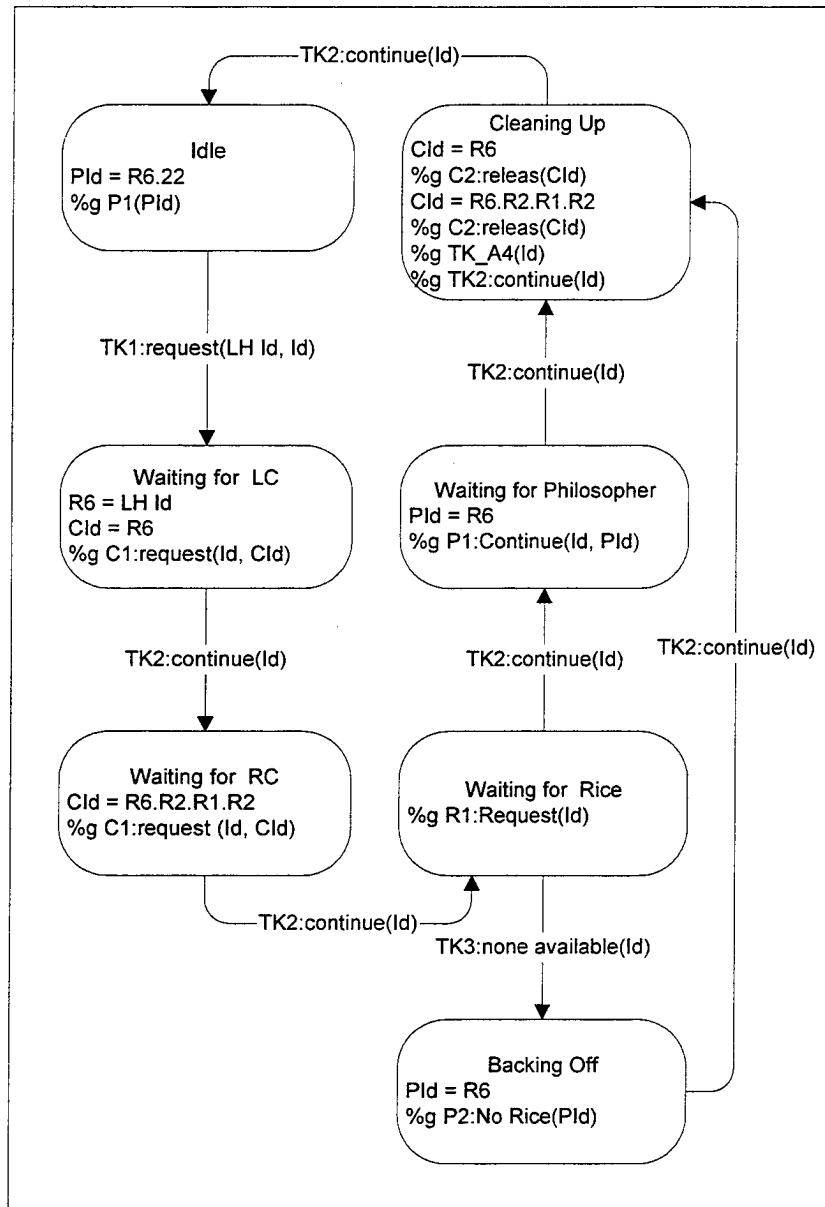 TK2:continue(Id)
Idle
PId = R6.22
%g P1(PId)
Cleaning Up
CId = R6
%g C2:releas(CId)
CId = R6.R2.R1.R2
%g C2:releas(CId)
%g TK_A4(Id)
%g TK2:continue(Id)
TK1:request(LH Id, Id)
TK2:continue(Id)
Waiting for LC
R6 = LH Id
CId = R6
%g C1:request(Id, CId)
Waiting for Philosopher
PId = R6
%g P1:Continue(Id, PId)
TK2:continue(Id)
TK2:continue(Id)
TK2:continue(Id)
Waiting for RC
CId = R6.R2.R1.R2
%g C1:request (Id, CId)
Waiting for Rice
%g R1:Request(Id)
TK2:continue(Id)
TK3:none available(Id)
Backing Off
PId = R6
%g P2:No Rice(PId)